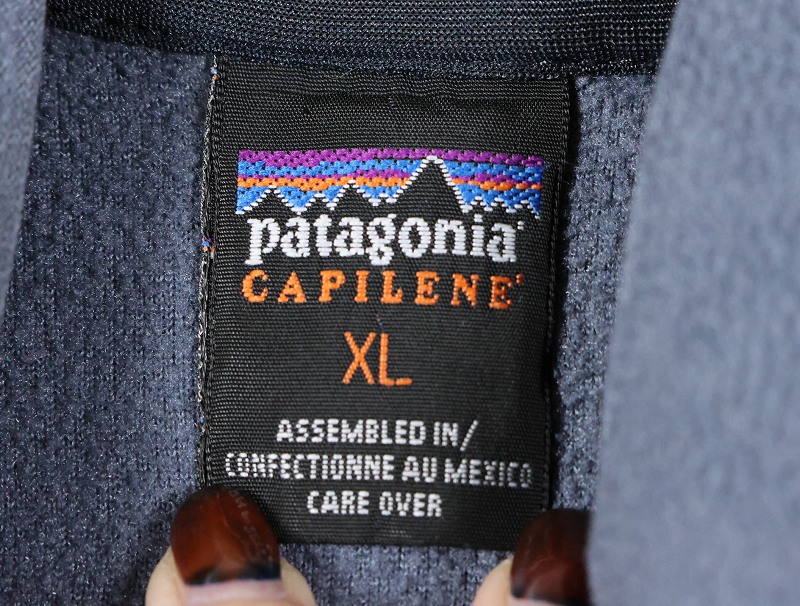 patagonia®
CAPILENE®
XL
ASSEMBLED IN/
CONFECTIONNE AU MEXICO
CARE OVER